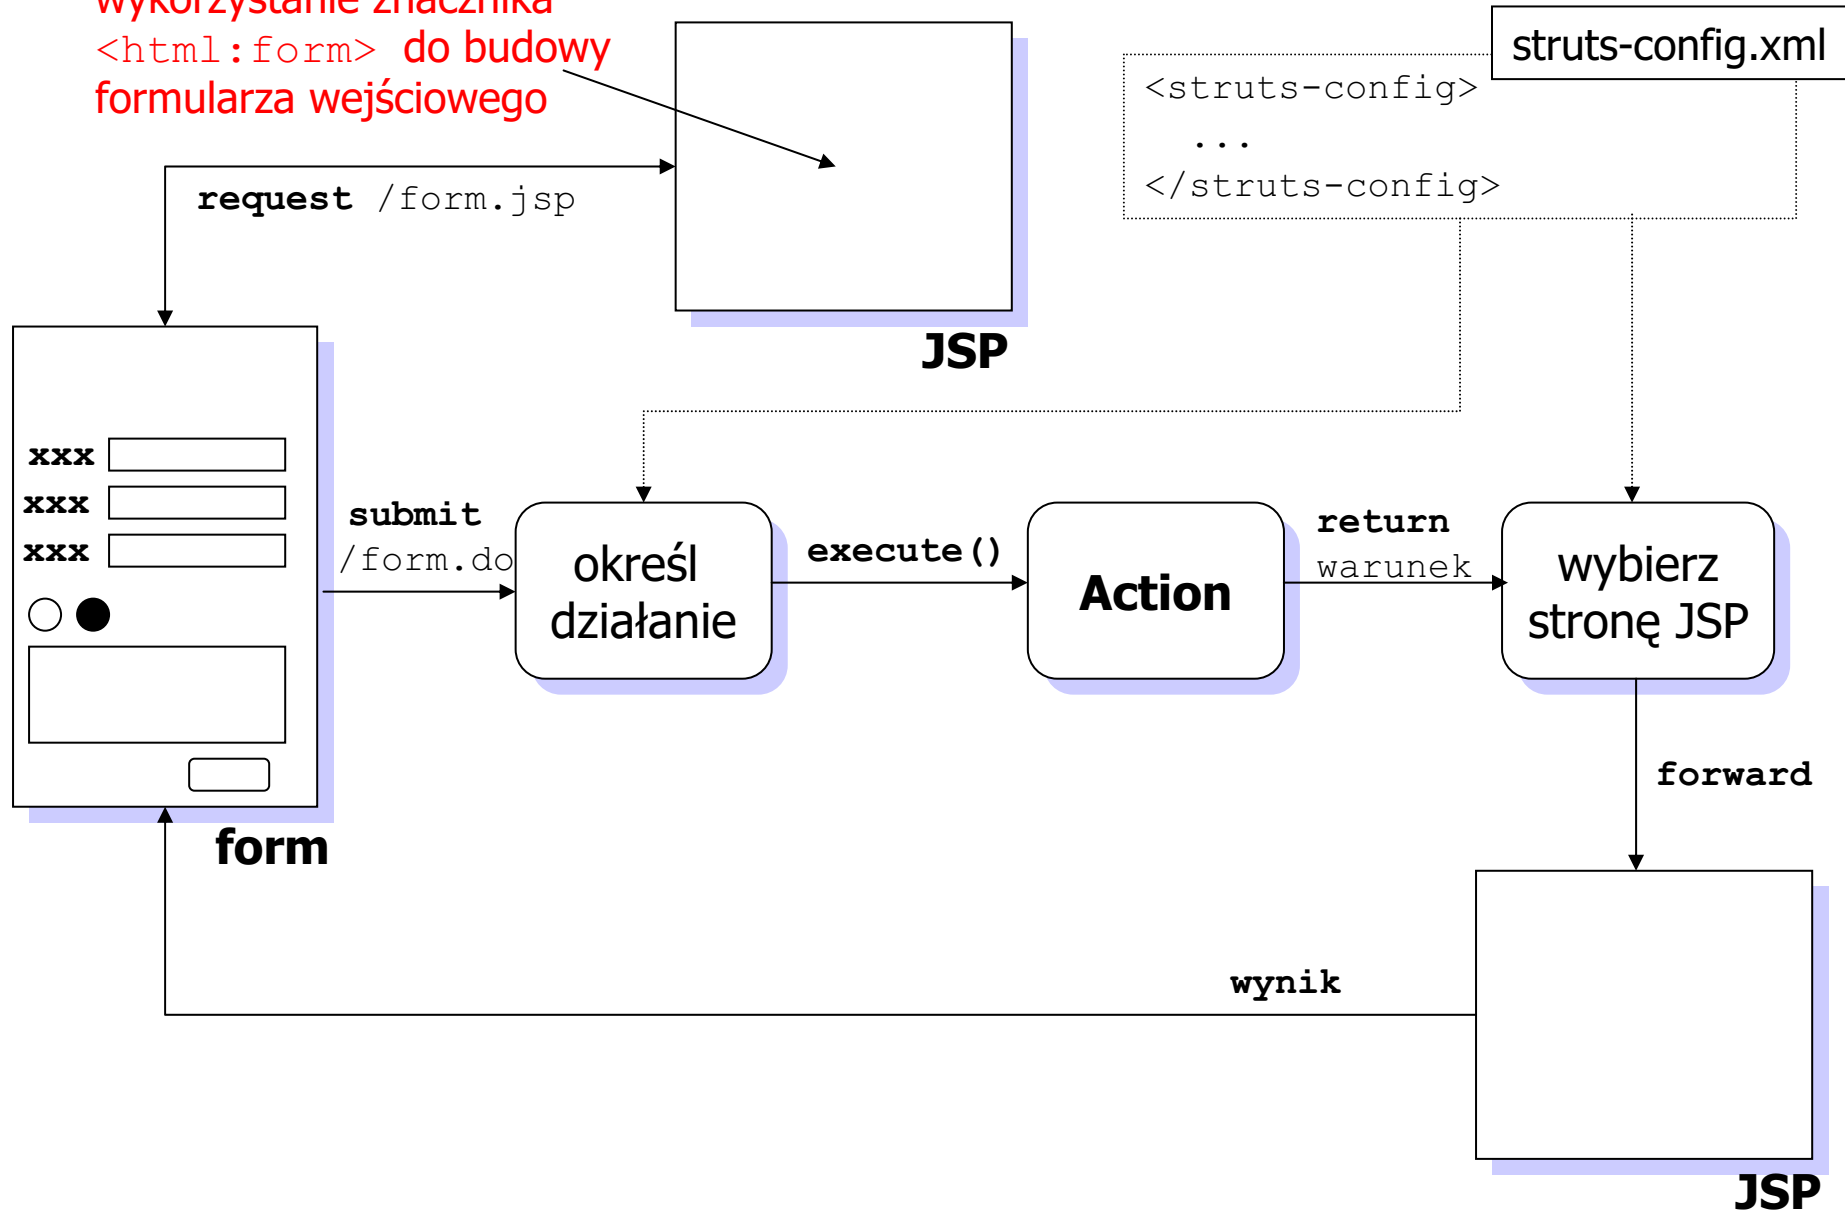 wykorzystanie znacznika
<html:form> do budowy
formularza wejściowego
struts-config.xml
<struts-config>
...
</struts-config>
request /form.jsp
JSP
xxx
xxx
xxx
submit
/form.do
określ
działanie
execute()
Action
return
warunek
wybierz
stronę JSP
forward
form
wynik
JSP